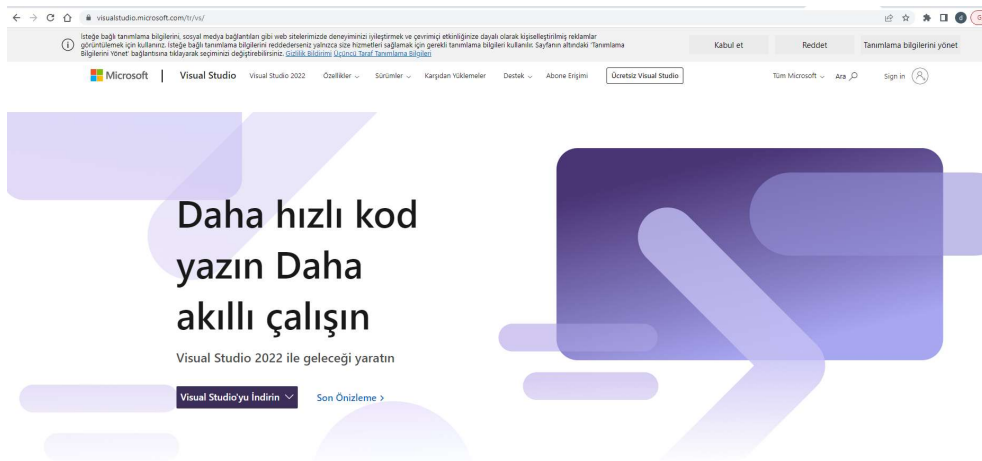 visualstudio.microsoft.com/tr/vs/
İsteğe bağlı tanımlama bilgilerini, sosyal medya bağlantıları gibi web sitelerimizde deneyiminizi iyileştirmek ve çevrimiçi etkinliğinize dayalı olarak kişiselleştirilmiş reklamlar
görüntülemek için kullanırız. İsteğe bağlı tanımlama bilgilerini reddederseniz yalnızca size hizmetleri sağlamak için gerekli tanımlama bilgileri kullanılır. Sayfanın altındaki 'Tanımlama
Bilgilerini Yönet' bağlantısına tıklayarak seçiminizi değiştirebilirsiniz. Gizlilik Bildirimi Üçüncü Taraf Tanımlama Bilgileri
Kabul et
Reddet
Tanımlama bilgilerini yönet
Microsoft
Visual Studio
Visual Studio 2022
Özellikler
Sürümler
Karşıdan Yüklemeler
Destek
Abone Erişimi
Ücretsiz Visual Studio
Tüm Microsoft
Ara
Sign in
Daha hızlı kod
yazın Daha
akıllı çalışın
Visual Studio 2022 ile geleceği yaratın
Visual Studio'yu İndirin
Son Önizleme >